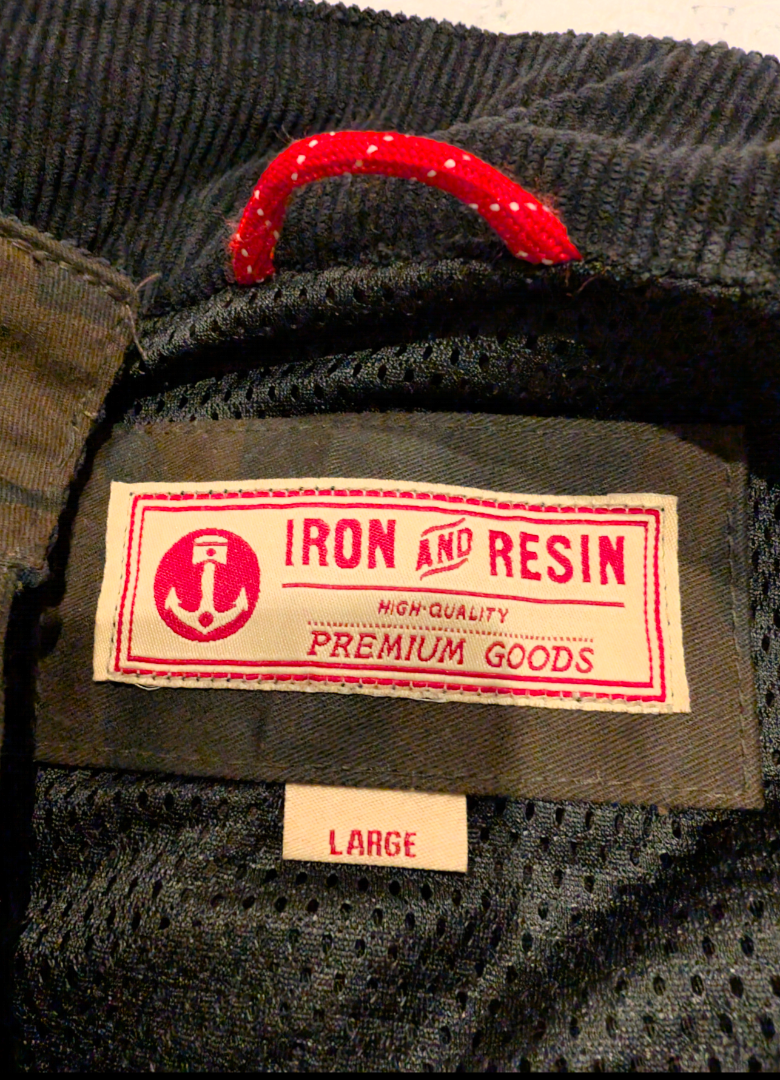 IRON AND RESIN
HIGH-QUALITY
PREMIUM GOODS
LARGE